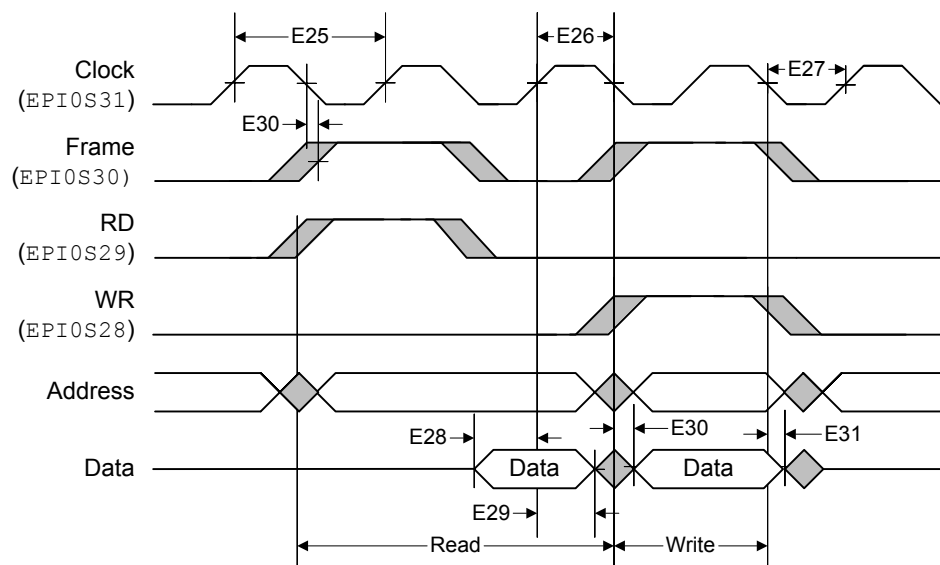 E25
E26
Clock
(EPI0S31)
E27
E30
Frame
(EPI0S30)
RD
(EPI0S29)
WR
(EPI0S28)
Address
E28
E30
E31
Data
Data
Data
E29
Read
Write